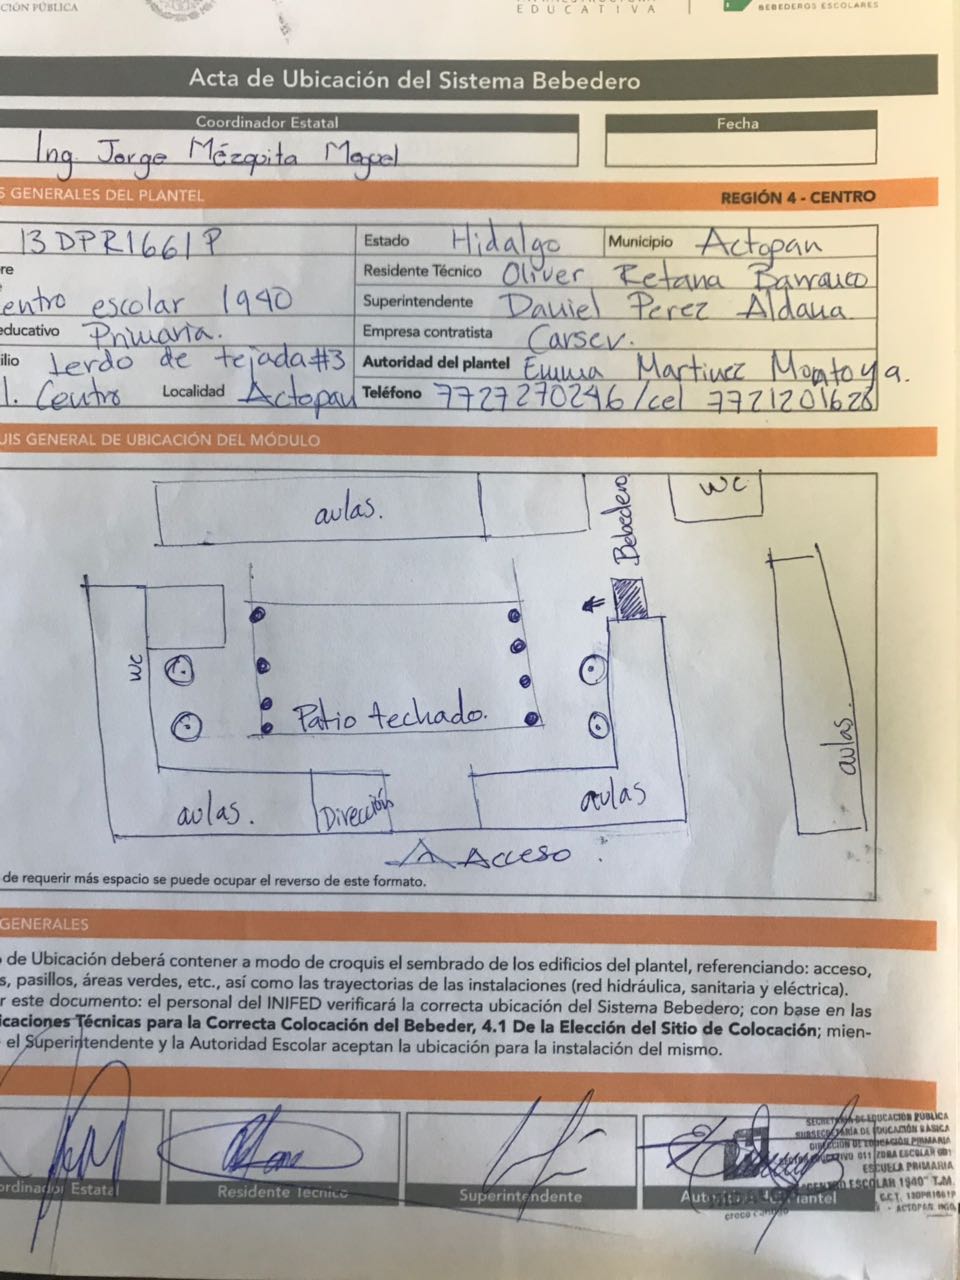 CIÓN PÚBLICA
EDUCATIVA
BEBEDEROS ESCOLARES
Acta de Ubicación del Sistema Bebedero
Coordinador Estatal
Fecha
Ing. Jorge Mézquita
S GENERALES DEL PLANTEL
REGIÓN 4 - CENTRO
13DPR1661P
Estado Hidalgo Municipio Actopan
re
Residente Técnico Oliver Retana Barranco
entro escolar 1940
Superintendente Daniel Perez Aldana
educativo Primaria.
Empresa contratista Carsev.
ilio lerdo de tejada #3
Autoridad del plantel Emma Martinez Montoya.
l. Centro Localidad Actopan
Teléfono 7727270246/cel 7721201628
UIS GENERAL DE UBICACIÓN DEL MÓDULO
aulas.
Bebedero
WC
WC
Patio techado.
aulas.
aulas.
Dirección
aulas
Acceso
de requerir más espacio se puede ocupar el reverso de este formato.
GENERALES
o de Ubicación deberá contener a modo de croquis el sembrado de los edificios del plantel, referenciando: acceso,
s, pasillos, áreas verdes, etc., así como las trayectorias de las instalaciones (red hidráulica, sanitaria y eléctrica).
r este documento: el personal del INIFED verificará la correcta ubicación del Sistema Bebedero; con base en las
icaciones Técnicas para la Correcta Colocación del Bebeder, 4.1 De la Elección del Sitio de Colocación; mien-
el Superintendente y la Autoridad Escolar aceptan la ubicación para la instalación del mismo.
SECRETARÍA DE EDUCACIÓN PÚBLICA
SUBSECRETARÍA DE EDUCACIÓN BÁSICA
DIRECCIÓN DE EDUCACIÓN PRIMARIA
SECTOR EDUCATIVO 011 ZONA ESCOLAR 001
ESCUELA PRIMARIA
"CENTRO ESCOLAR 1940" T.M.
C.C.T. 13DPR1661P
ACTOPAN, HGO.
ordinador Estatal
Residente Técnico
Superintendente
Autoridad del Plantel